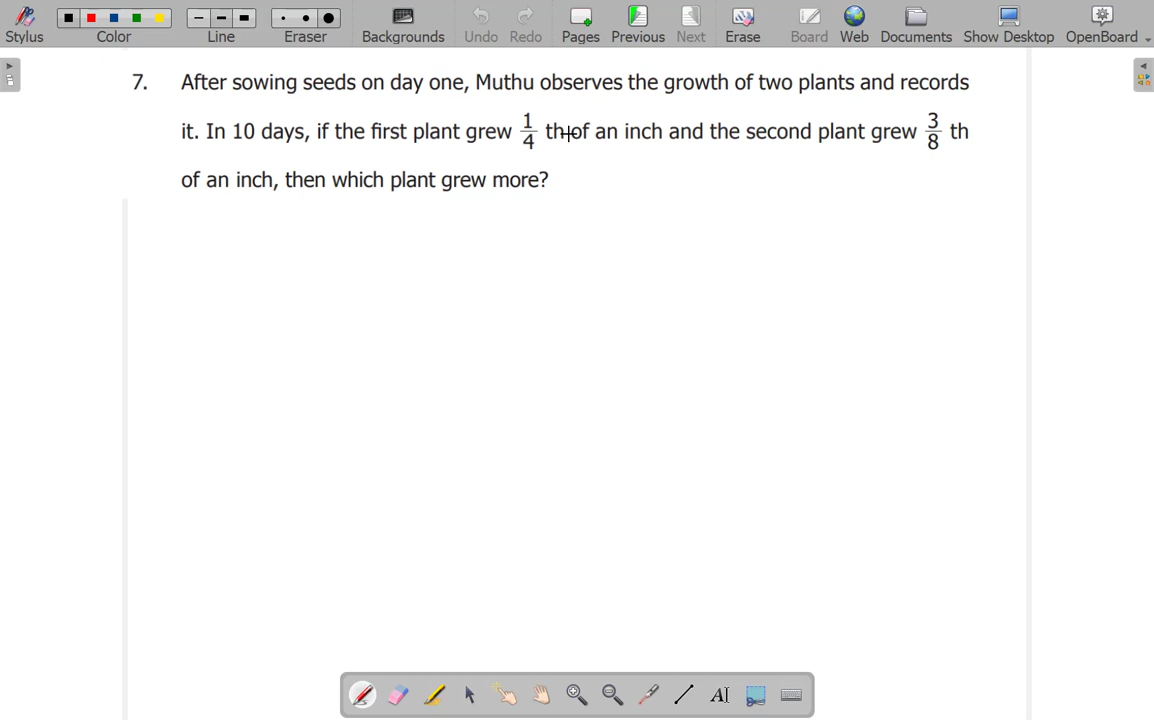 Stylus Color Line Eraser Backgrounds Undo Redo Pages Previous Next Erase Board Web Documents Show Desktop OpenBoard
7. After sowing seeds on day one, Muthu observes the growth of two plants and records
it. In 10 days, if the first plant grew 1/4 th of an inch and the second plant grew 3/8 th
of an inch, then which plant grew more?